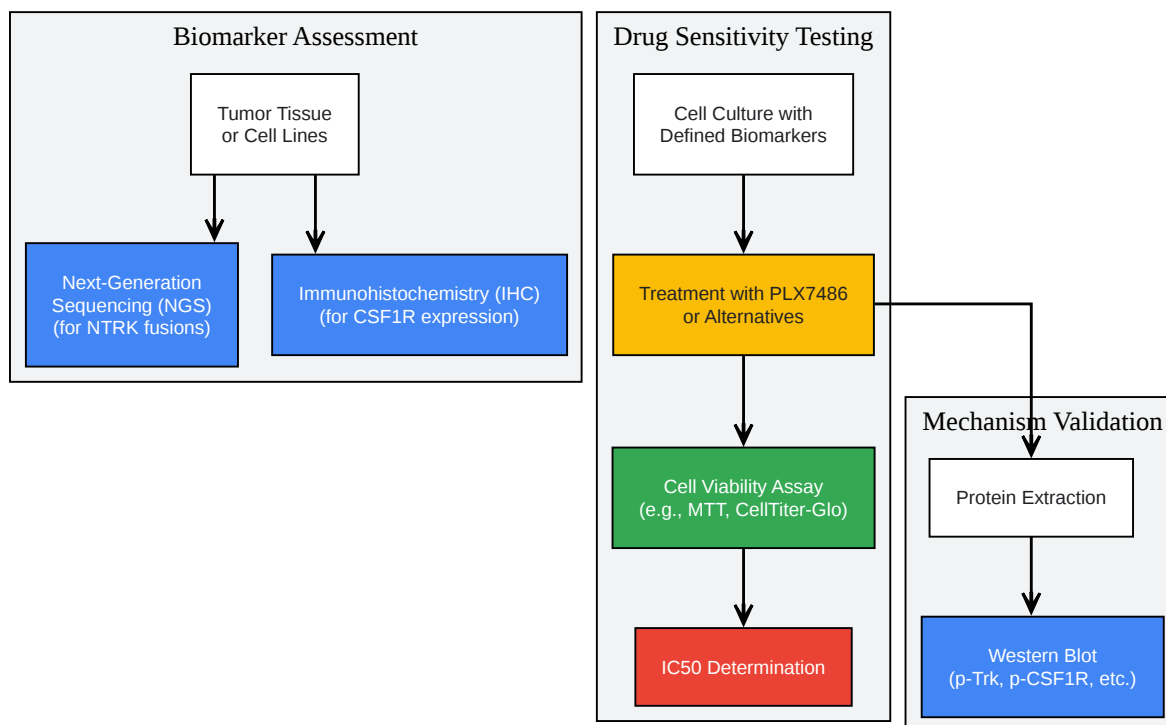 Biomarker Assessment
Tumor Tissue
or Cell Lines
Next-Generation
Sequencing (NGS)
(for NTRK fusions)
Immunohistochemistry (IHC)
(for CSF1R expression)
Drug Sensitivity Testing
Cell Culture with
Defined Biomarkers
Treatment with PLX7486
or Alternatives
Cell Viability Assay
(e.g., MTT, CellTiter-Glo)
IC50 Determination
Mechanism Validation
Protein Extraction
Western Blot
(p-Trk, p-CSF1R, etc.)